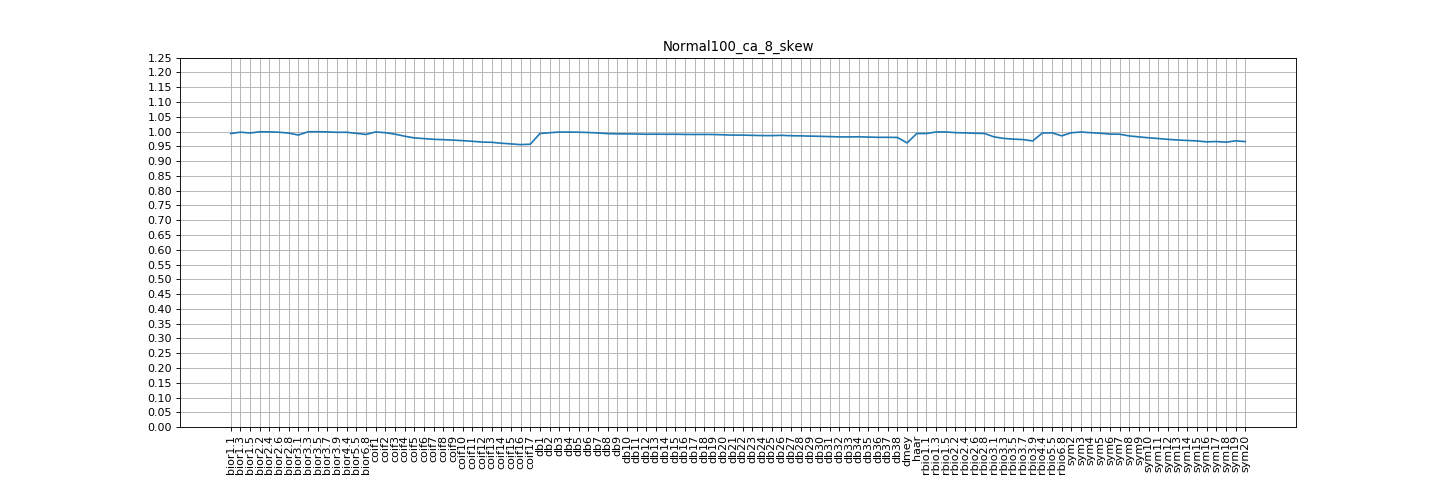 Normal100_ca_8_skew
1.25
1.20
1.15
1.10
1.05
1.00
0.95
0.90
0.85
0.80
0.75
0.70
0.65
0.60
0.55
0.50
0.45
0.40
0.35
0.30
0.25
0.20
0.15
0.10
0.05
0.00
bior1.1
bior1.3
bior1.5
bior2.2
bior2.4
bior2.6
bior2.8
bior3.1
bior3.3
bior3.5
bior3.7
bior3.9
bior4.4
bior5.5
bior6.8
coif1
coif2
coif3
coif4
coif5
coif6
coif7
coif8
coif9
coif10
coif11
coif12
coif13
coif14
coif15
coif16
coif17
db1
db2
db3
db4
db5
db6
db7
db8
db9
db10
db11
db12
db13
db14
db15
db16
db17
db18
db19
db20
db21
db22
db23
db24
db25
db26
db27
db28
db29
db30
db31
db32
db33
db34
db35
db36
db37
db38
dmey
haar
rbio1.1
rbio1.3
rbio1.5
rbio2.2
rbio2.4
rbio2.6
rbio2.8
rbio3.1
rbio3.3
rbio3.5
rbio3.7
rbio3.9
rbio4.4
rbio5.5
rbio6.8
sym2
sym3
sym4
sym5
sym6
sym7
sym8
sym9
sym10
sym11
sym12
sym13
sym14
sym15
sym16
sym17
sym18
sym19
sym20